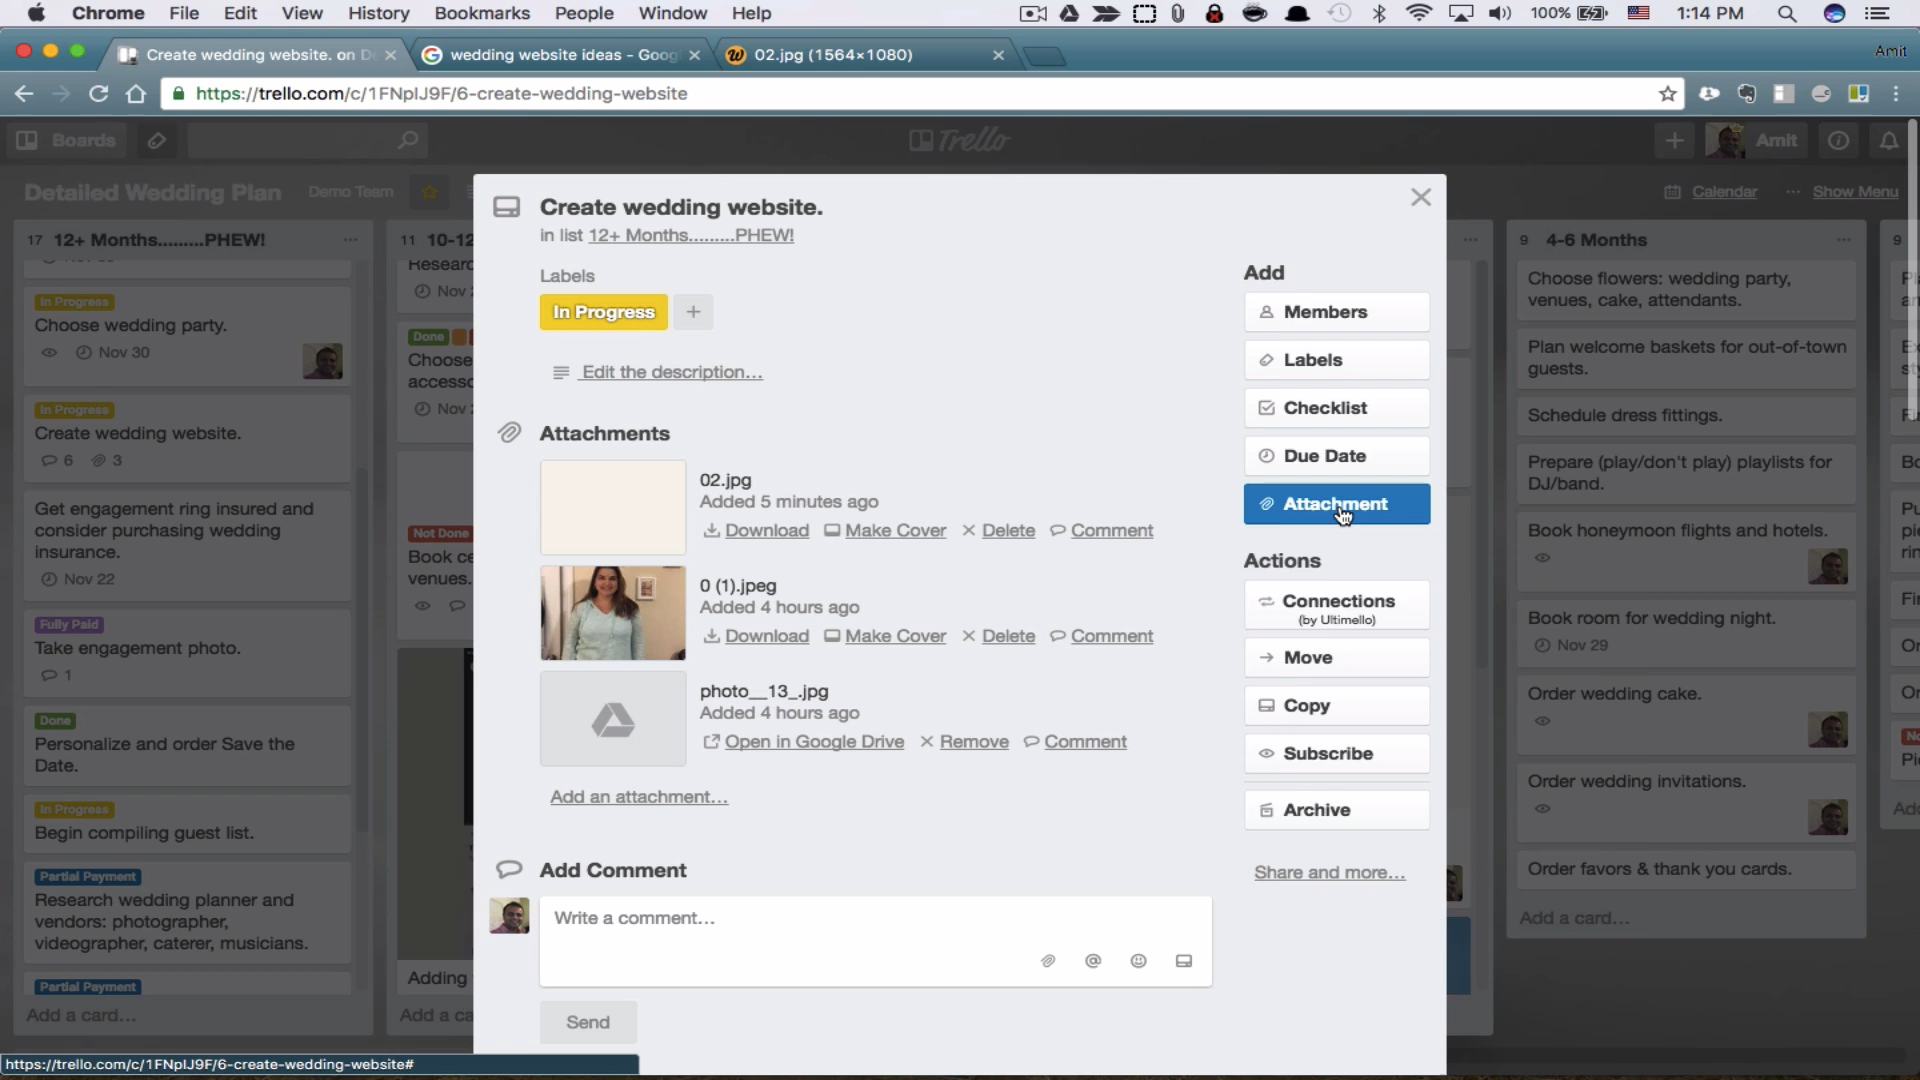 Chrome File Edit View History Bookmarks People Window Help 100% 1:14 PM
Create wedding website. on D
wedding website ideas - Goog
02.jpg (1564×1080)
Amit
https://trello.com/c/1FNplJ9F/6-create-wedding-website
Boards
Trello
Amit
Detailed Wedding Plan
Demo Team
Calendar
Show Menu
17 12+ Months.........PHEW!
In Progress
Choose wedding party.
Nov 30
In Progress
Create wedding website.
6 3
Get engagement ring insured and
consider purchasing wedding
insurance.
Nov 22
Fully Paid
Take engagement photo.
1
Done
Personalize and order Save the
Date.
In Progress
Begin compiling guest list.
Partial Payment
Research wedding planner and
vendors: photographer,
videographer, caterer, musicians.
Partial Payment
Add a card...
11 10-12
Nov
Done
Choose
Nov
Not Done
Book
venues.
Adding
Create wedding website.
in list 12+ Months.........PHEW!
Labels
In Progress
+
Edit the description...
Attachments
02.jpg
Added 5 minutes ago
Download Make Cover Delete Comment
0 (1).jpeg
Added 4 hours ago
Download Make Cover Delete Comment
photo__13_.jpg
Added 4 hours ago
Open in Google Drive Remove Comment
Add an attachment...
Add Comment
Write a comment...
@
Send
Add
Members
Labels
Checklist
Due Date
Attachment
Actions
Connections
(by Ultimello)
Move
Copy
Subscribe
Archive
Share and more...
9 4-6 Months
Choose flowers: wedding party,
venues, cake, attendants.
Plan welcome baskets for out-of-town
guests.
Schedule dress fittings.
Prepare (play/don't play) playlists for
DJ/band.
Book honeymoon flights and hotels.
Book room for wedding night.
Nov 29
Order wedding cake.
Order wedding invitations.
Order favors & thank you cards.
Add a card...
9
https://trello.com/c/1FNplJ9F/6-create-wedding-website#